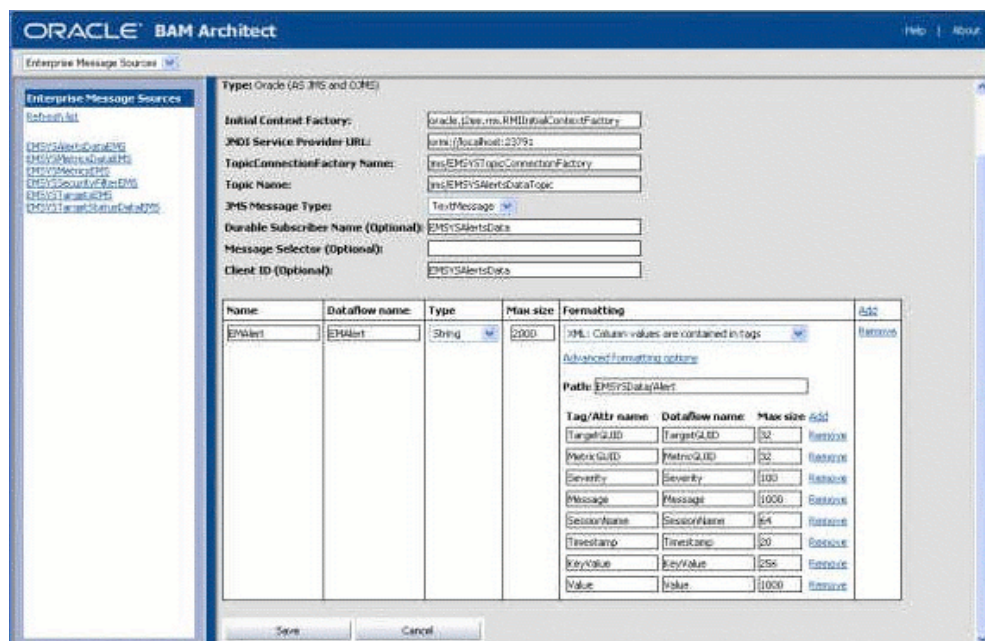 ORACLE BAM Architect
Help | About
Enterprise Message Sources
Enterprise Message Sources
Refresh list
EMSYSAlertsDataEMS
EMSYSMetricsDataEMS
EMSYSMetricsEMS
EMSYSSecurityFilterEMS
EMSYSTargetsEMS
EMSYSTargetStatusDataEMS
Type: Oracle (AS JMS and OJMS)
Initial Context Factory: oracle.j2ee.rmi.RMIInitialContextFactory
JNDI Service Provider URL: ormi://localhost:23791
TopicConnectionFactory Name: jms/EMSYSTopicConnectionFactory
Topic Name: jms/EMSYSAlertsDataTopic
JMS Message Type: TextMessage
Durable Subscriber Name (Optional): EMSYSAlertsData
Message Selector (Optional):
Client ID (Optional): EMSYSAlertsData
Name Dataflow name Type Max size Formatting Add
EMAlert EMAlert String 2000 XML: Column values are contained in tags Remove
Advanced formatting options
Path: EMSYSData/Alert
Tag/Attr name Dataflow name Max size Add
TargetGUID TargetGUID 32 Remove
MetricGUID MetricGUID 32 Remove
Severity Severity 100 Remove
Message Message 1000 Remove
SessionName SessionName 64 Remove
Timestamp Timestamp 20 Remove
KeyValue KeyValue 256 Remove
Value Value 1000 Remove
Save Cancel